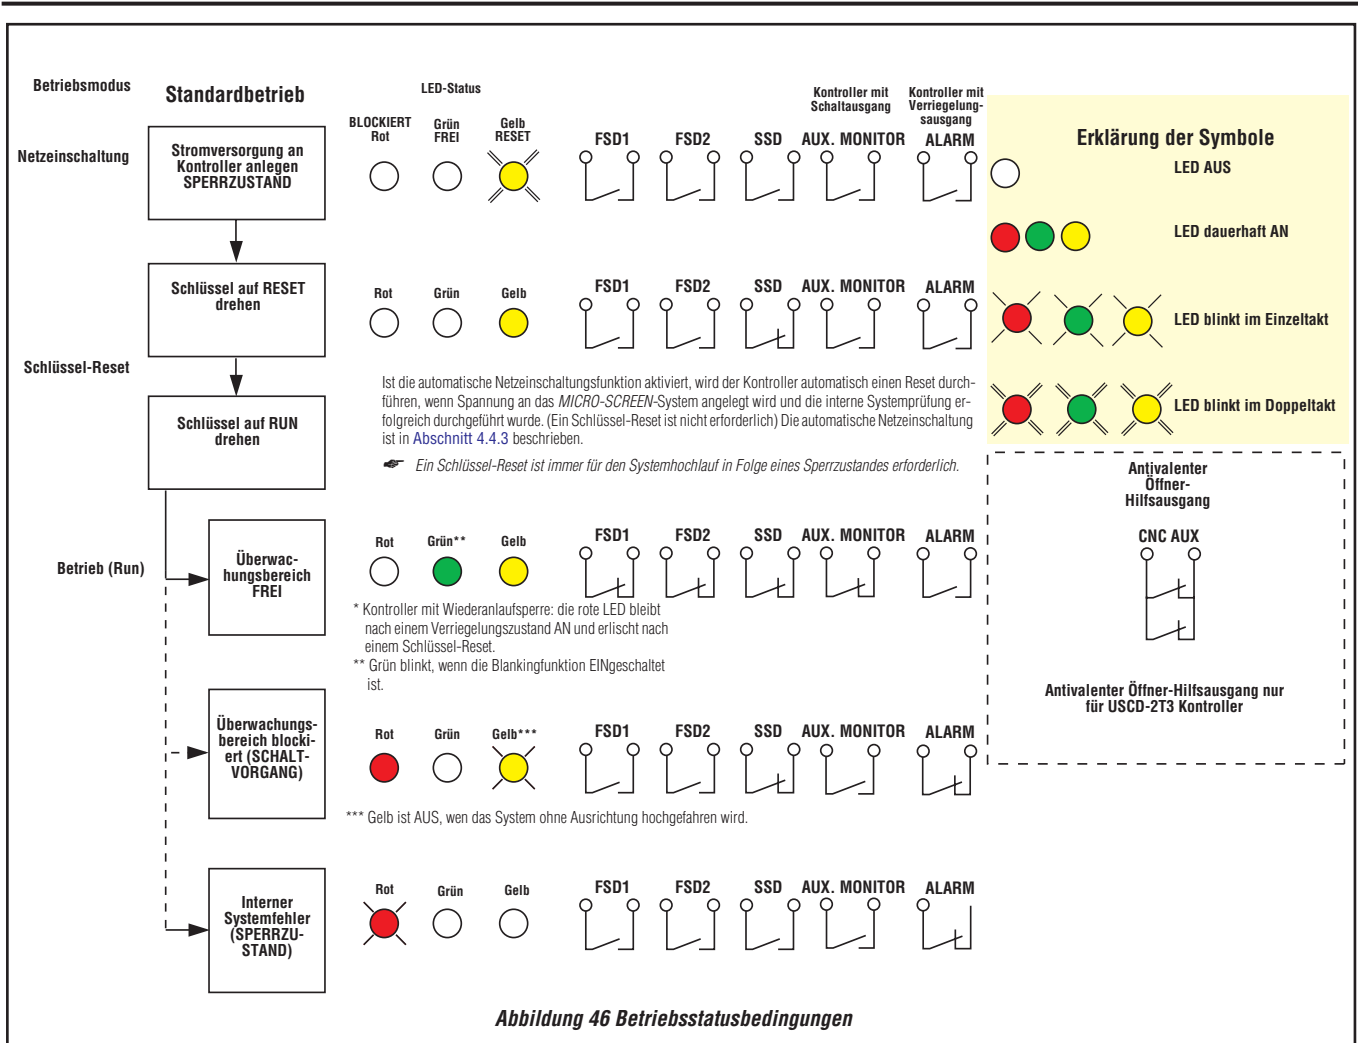 Betriebsmodus
Standardbetrieb
LED-Status
Kontroller mit
Schaltausgang
Kontroller mit
Verriegelung-
sausgang
BLOCKIERT
Rot
Grün
FREI
Gelb
RESET
FSD1
FSD2
SSD
AUX. MONITOR
ALARM
Netzeinschaltung
Stromversorgung an
Kontroller anlegen
SPERRZUSTAND
Erklärung der Symbole
LED AUS
LED dauerhaft AN
LED blinkt im Einzeltakt
LED blinkt im Doppeltakt
Schlüssel auf RESET
drehen
Rot
Grün
Gelb
FSD1
FSD2
SSD
AUX. MONITOR
ALARM
Schlüssel-Reset
Schlüssel auf RUN
drehen
Ist die automatische Netzeinschaltungsfunktion aktiviert, wird der Kontroller automatisch einen Reset durch-
führen, wenn Spannung an das MICRO-SCREEN-System angelegt wird und die interne Systemprüfung er-
folgreich durchgeführt wurde. (Ein Schlüssel-Reset ist nicht erforderlich) Die automatische Netzeinschaltung
ist in Abschnitt 4.4.3 beschrieben.
☛ Ein Schlüssel-Reset ist immer für den Systemhochlauf in Folge eines Sperrzustandes erforderlich.
Antivalenter
Öffner-
Hilfsausgang
CNC AUX
Antivalenter Öffner-Hilfsausgang nur
für USCD-2T3 Kontroller
Betrieb (Run)
Überwac-
hungsbereich
FREI
Rot
Grün**
Gelb
FSD1
FSD2
SSD
AUX. MONITOR
ALARM
* Kontroller mit Wiederanlaufsperre: die rote LED bleibt
nach einem Verriegelungszustand AN und erlischt nach
einem Schlüssel-Reset.
** Grün blinkt, wenn die Blankingfunktion EINgeschaltet
ist.
Überwachungs-
bereich blocki-
ert (SCHALT-
VORGANG)
Rot
Grün
Gelb***
FSD1
FSD2
SSD
AUX. MONITOR
ALARM
*** Gelb ist AUS, wen das System ohne Ausrichtung hochgefahren wird.
Interner
Systemfehler
(SPERRZU-
STAND)
Rot
Grün
Gelb
FSD1
FSD2
SSD
AUX. MONITOR
ALARM
Abbildung 46 Betriebsstatusbedingungen